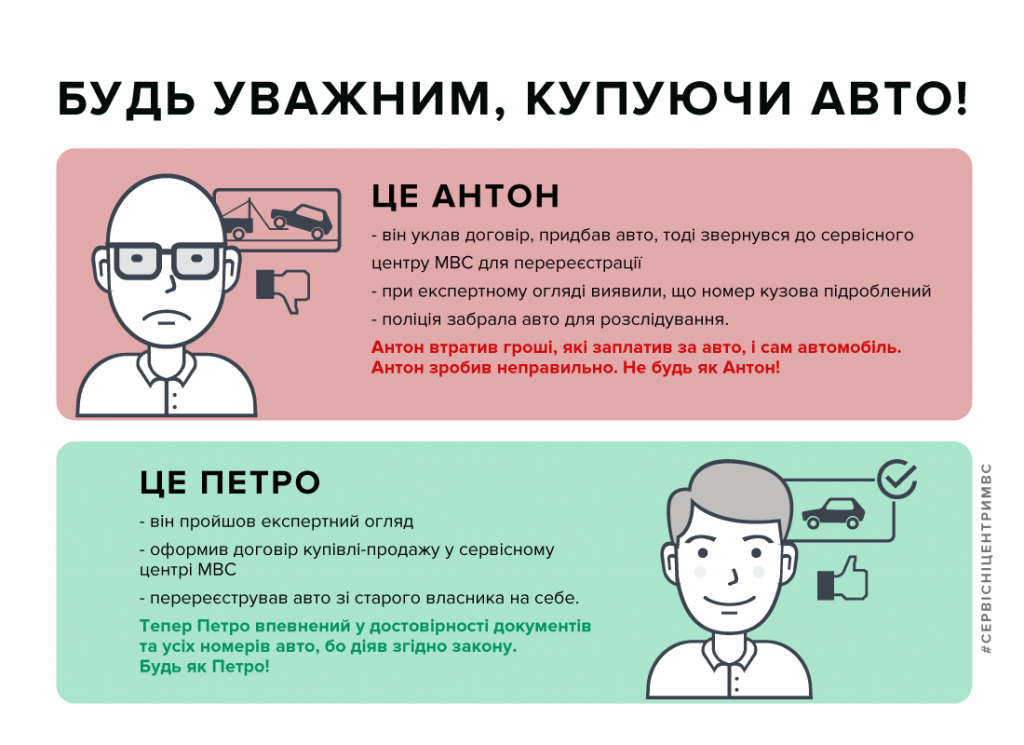 БУДЬ УВАЖНИМ, КУПУЮЧИ АВТО!
ЦЕ АНТОН
- він уклав договір, придбав авто, тоді звернувся до сервісного
центру МВС для перереєстрації
- при експертному огляді виявили, що номер кузова підроблений
- поліція забрала авто для розслідування.
Антон втратив гроші, які заплатив за авто, і сам автомобіль.
Антон зробив неправильно. Не будь як Антон!
ЦЕ ПЕТРО
- він пройшов експертний огляд
- оформив договір купівлі-продажу у сервісному
центрі МВС
- перереєстрував авто зі старого власника на себе.
Тепер Петро впевнений у достовірності документів
та усіх номерів авто, бо діяв згідно закону.
Будь як Петро!
#СЕРВІСНІЦЕНТРИМВС